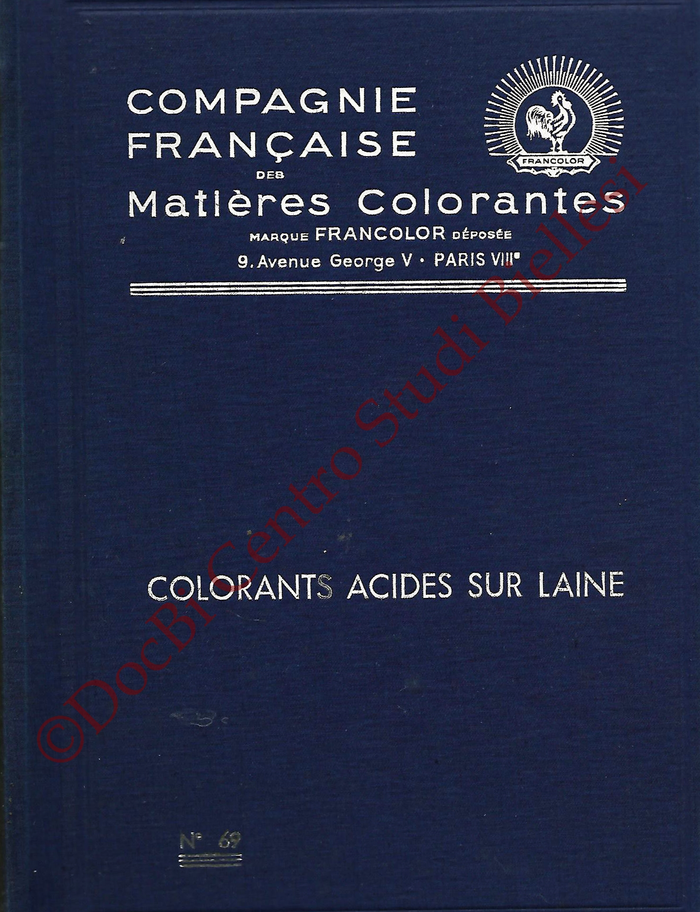 COMPAGNIE
FRANÇAISE
DES
Matières Colorantes
MARQUE FRANCOLOR DÉPOSÉE
9. Avenue George V • PARIS VIIIe
FRANCOLOR
COLORANTS ACIDES SUR LAINE
N° 69
©DocBi Centro Studi Biellesi